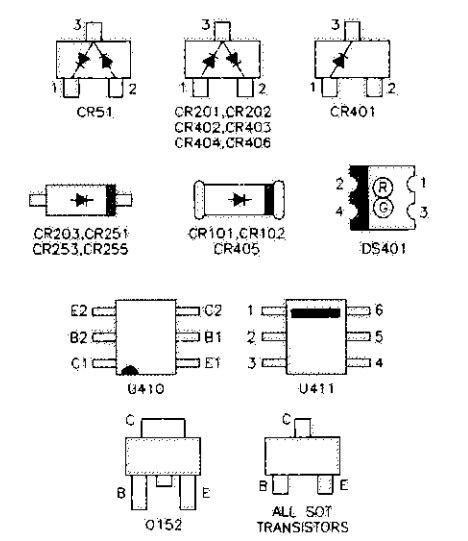 3 3 3
1 2 1 2 1 2
CR51 CR201,CR202 CR401
CR402,CR403
CR404,CR406
2 R 1
4 G 3
CR203,CR251 CR101,CR102 DS401
CR253,CR255 CR405
E2 C2 1 6
B2 B1 2 5
C1 E1 3 4
Q410 U411
C C
B E B E
Q152 ALL SOT
TRANSISTORS